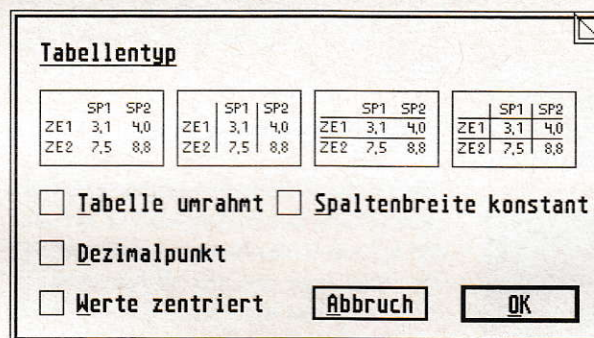 Tabellentyp
SP1 SP2 SP1 SP2 SP1 SP2 SP1 SP2
ZE1 3,1 4,0 ZE1 3,1 4,0 ZE1 3,1 4,0 ZE1 3,1 4,0
ZE2 7,5 8,8 ZE2 7,5 8,8 ZE2 7,5 8,8 ZE2 7,5 8,8
Tabelle umrahmt Spaltenbreite konstant
Dezimalpunkt
Werte zentriert Abbruch OK